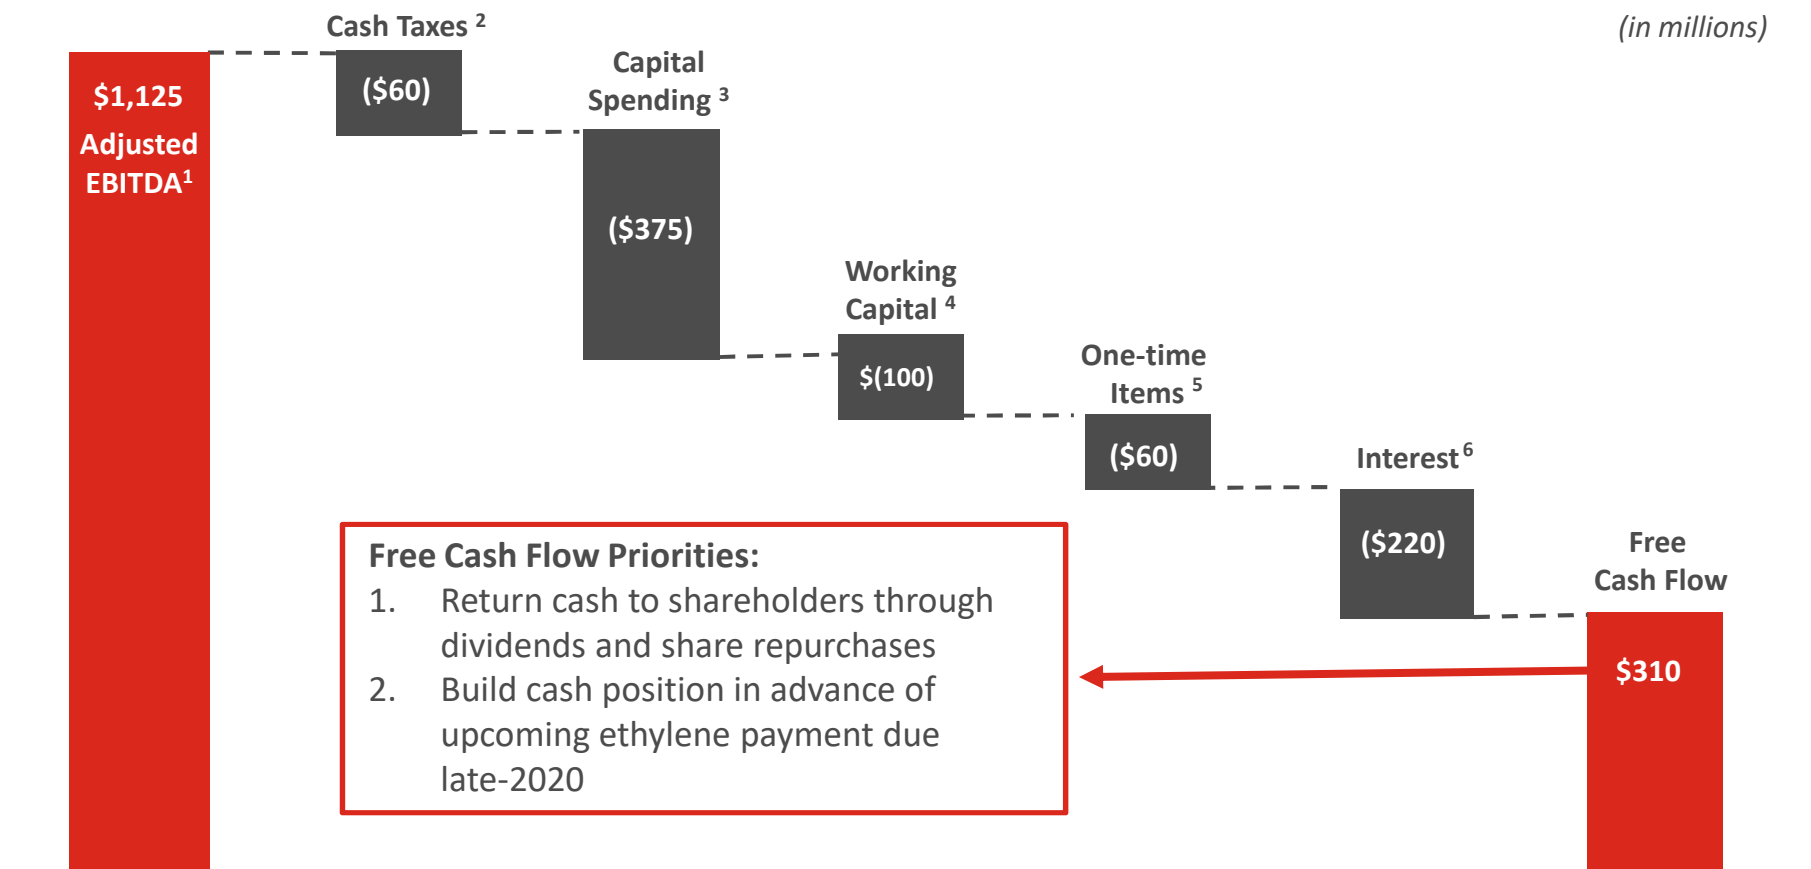 (in millions)
$1,125
Adjusted
EBITDA1
Cash Taxes 2
($60)
Capital
Spending 3
($375)
Working
Capital 4
$(100)
One-time
Items 5
($60)
Interest 6
($220)
Free
Cash Flow
$310
Free Cash Flow Priorities:
1. Return cash to shareholders through
dividends and share repurchases
2. Build cash position in advance of
upcoming ethylene payment due
late-2020